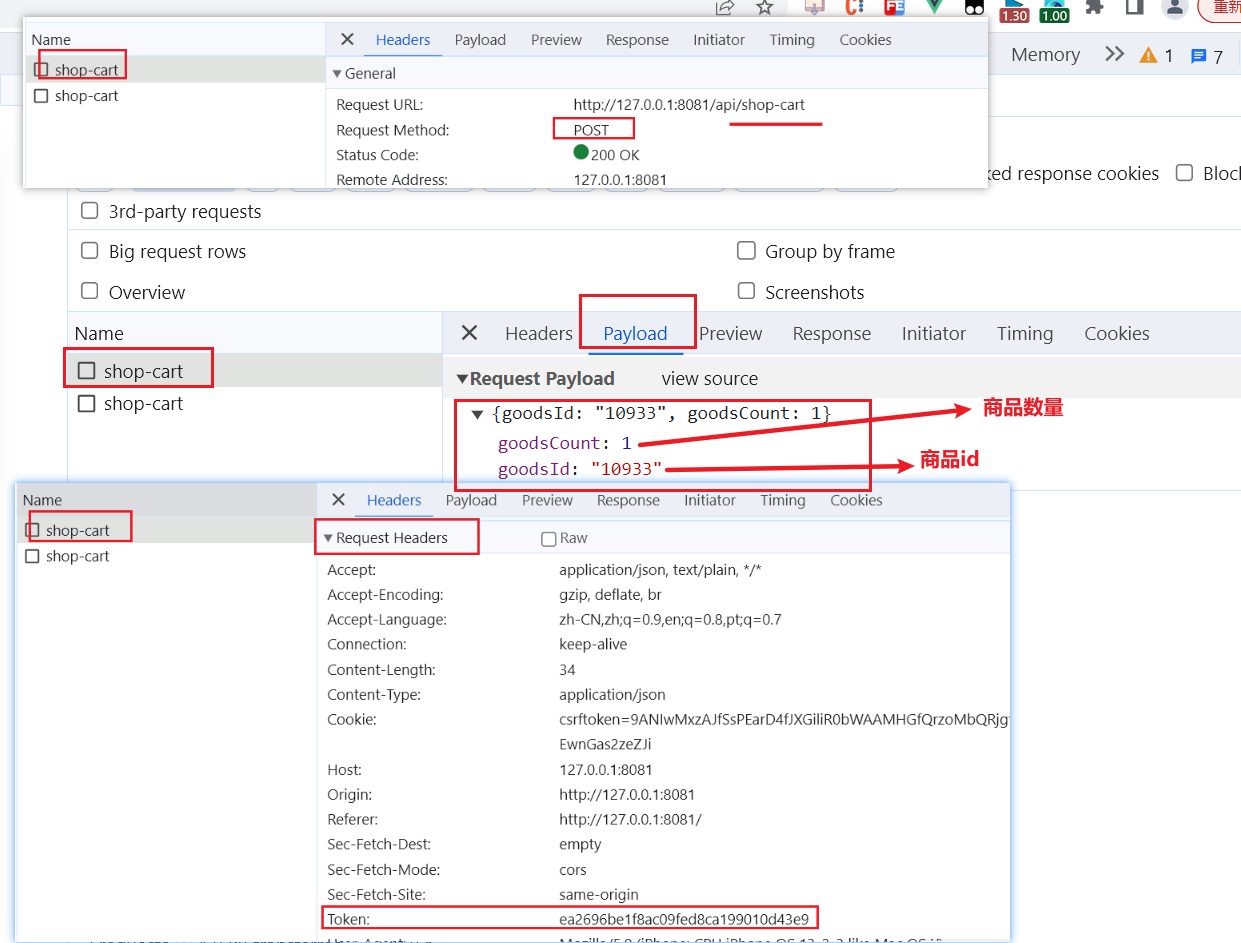 重新
1.30
1.00
Name
Headers Payload Preview Response Initiator Timing Cookies
Memory
1
7
shop-cart
General
shop-cart
Request URL: http://127.0.0.1:8081/api/shop-cart
Request Method: POST
Status Code: 200 OK
Remote Address: 127.0.0.1:8081
ked response cookies
Block
3rd-party requests
Big request rows
Group by frame
Overview
Screenshots
Name
Headers Payload Preview Response Initiator Timing Cookies
shop-cart
Request Payload view source
shop-cart
{goodsId: "10933", goodsCount: 1}
商品数量
goodsCount: 1
goodsId: "10933"
商品id
Name
Headers Payload Preview Response Initiator Timing Cookies
shop-cart
Request Headers Raw
shop-cart
Accept: application/json, text/plain, */*
Accept-Encoding: gzip, deflate, br
Accept-Language: zh-CN,zh;q=0.9,en;q=0.8,pt;q=0.7
Connection: keep-alive
Content-Length: 34
Content-Type: application/json
Cookie: csrftoken=9ANIwMxzAJfSsPEarD4fJXGiliR0bWAAMHGfQrzoMbQRjg
EwnGas2zeZJi
Host: 127.0.0.1:8081
Origin: http://127.0.0.1:8081
Referer: http://127.0.0.1:8081/
Sec-Fetch-Dest: empty
Sec-Fetch-Mode: cors
Sec-Fetch-Site: same-origin
Token: ea2696be1f8ac09fed8ca199010d43e9